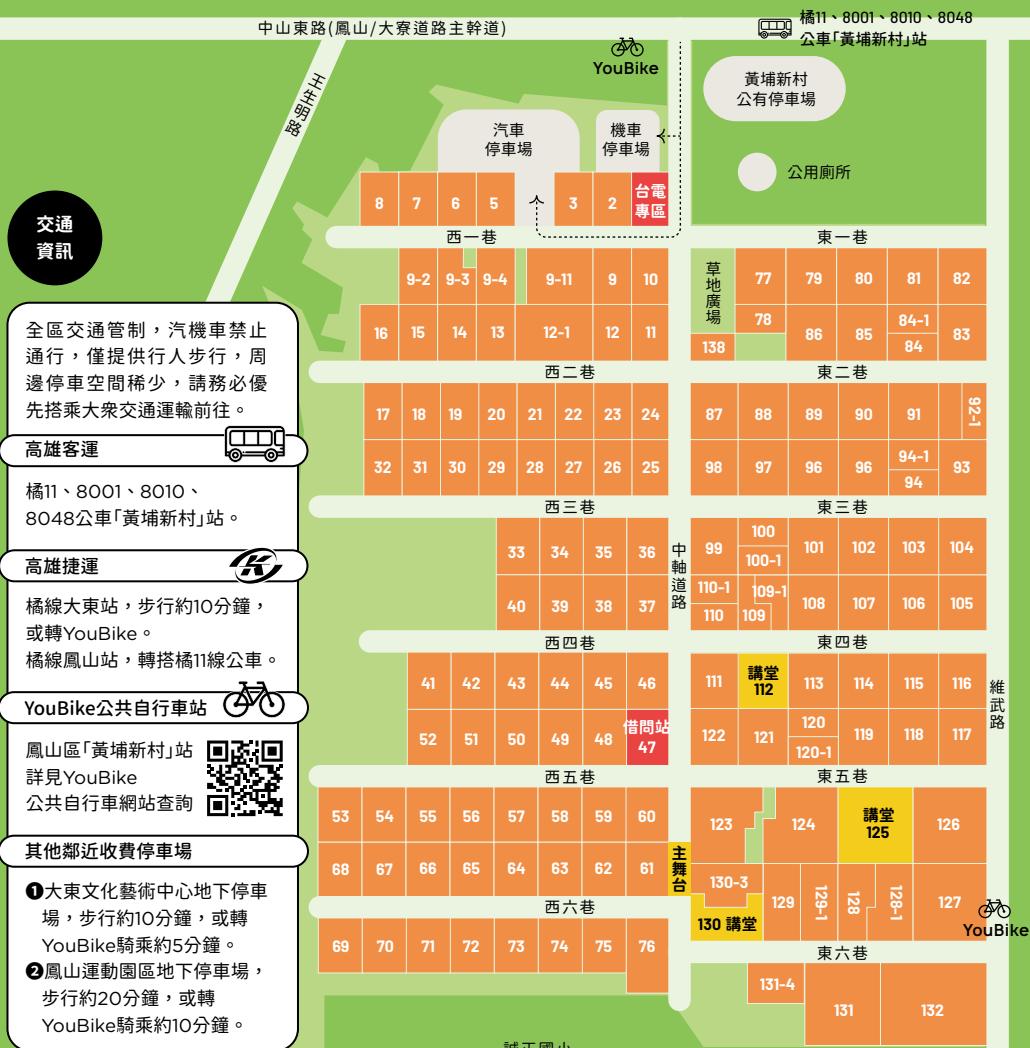 中山東路(鳳山/大寮道路主幹道)
橘11、8001、8010、8048
公車「黃埔新村」站
YouBike
王生明路
黃埔新村
公有停車場
汽車
停車場
機車
停車場
公用廁所
交通
資訊
8 7 6 5 3 2 台電專區
西一巷 東一巷
9-2 9-3 9-4 9-11 9 10 草地廣場 77 79 80 81 82
16 15 14 13 12-1 12 11 138 78 86 85 84-1 84 83
西二巷 東二巷
17 18 19 20 21 22 23 24 87 88 89 90 91 92-1
32 31 30 29 28 27 26 25 98 97 96 96 94-1 94 93
西三巷 東三巷
33 34 35 36 中軸道路 99 100 100-1 101 102 103 104
40 39 38 37 110-1 110 109-1 109 108 107 106 105
西四巷 東四巷
41 42 43 44 45 46 111 講堂112 113 114 115 116 維武路
52 51 50 49 48 借問站47 122 121 120 120-1 119 118 117
西五巷 東五巷
53 54 55 56 57 58 59 60 123 124 講堂125 126
68 67 66 65 64 63 62 61 主舞台 130-3 129 129-1 128 128-1 127
西六巷 130 講堂 YouBike
69 70 71 72 73 74 75 76 東六巷
131-4 131 132
誠正國小
全區交通管制，汽機車禁止
通行，僅提供行人步行，周
邊停車空間稀少，請務必優
先搭乘大衆交通運輸前往。
高雄客運
橘11、8001、8010、
8048公車「黃埔新村」站。
高雄捷運
橘線大東站，步行約10分鐘，
或轉YouBike。
橘線鳳山站，轉搭橘11線公車。
YouBike公共自行車站
鳳山區「黃埔新村」站
詳見YouBike
公共自行車網站查詢
其他鄰近收費停車場
❶大東文化藝術中心地下停車
場，步行約10分鐘，或轉
YouBike騎乘約5分鐘。
❷鳳山運動園區地下停車場，
步行約20分鐘，或轉
YouBike騎乘約10分鐘。